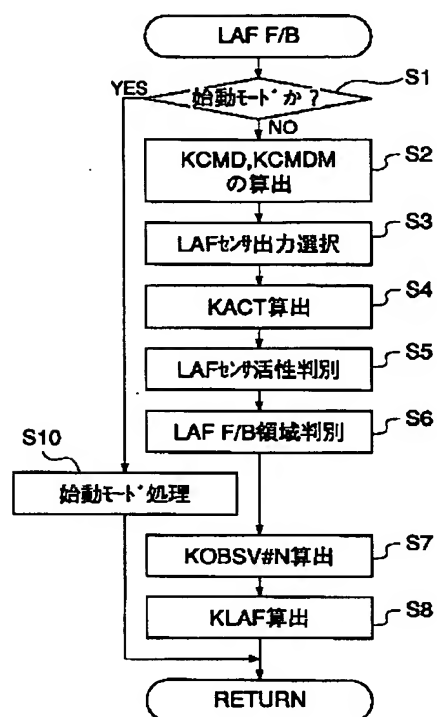 LAF F/B
S1
YES
始動モードか?
NO
S2
KCMD,KCMDM
の算出
S3
LAFセンサ出力選択
S4
KACT算出
S5
LAFセンサ活性判別
S6
LAF F/B領域判別
S10
始動モード処理
S7
KOBSV#N算出
S8
KLAF算出
RETURN